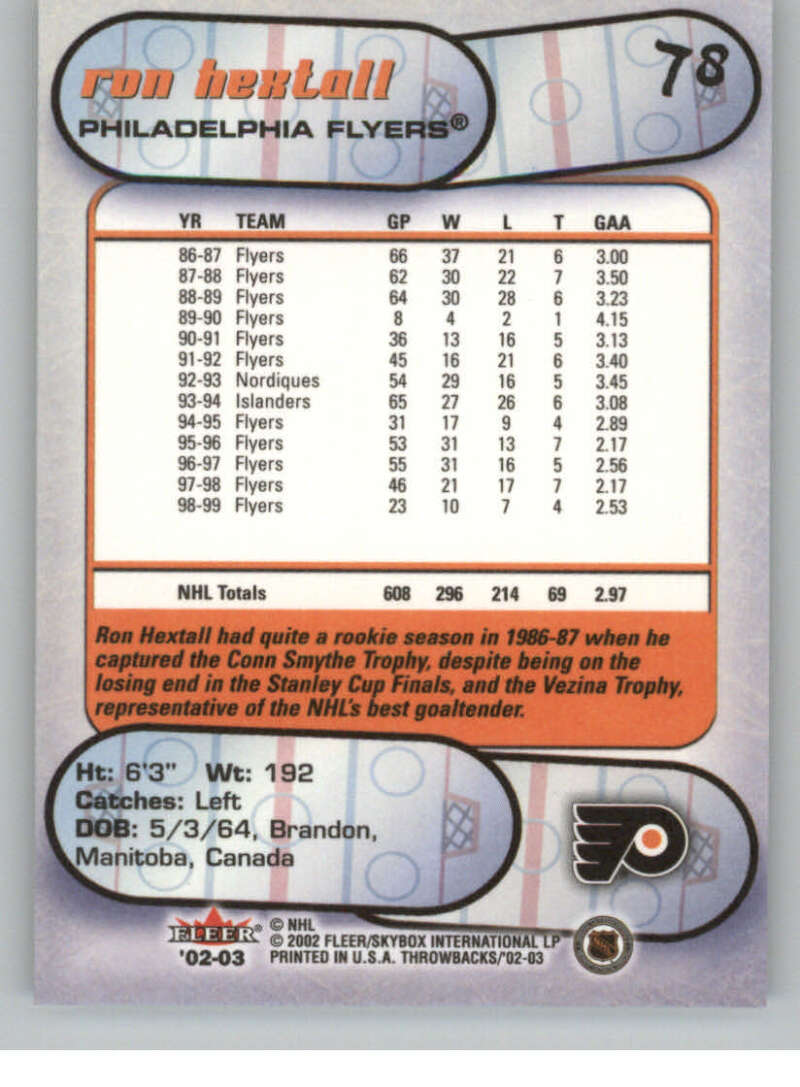 ron hextall
PHILADELPHIA FLYERS®
78
YR TEAM GP W L T GAA
86-87 Flyers 66 37 21 6 3.00
87-88 Flyers 62 30 22 7 3.50
88-89 Flyers 64 30 28 6 3.23
89-90 Flyers 8 4 2 1 4.15
90-91 Flyers 36 13 16 5 3.13
91-92 Flyers 45 16 21 6 3.40
92-93 Nordiques 54 29 16 5 3.45
93-94 Islanders 65 27 26 6 3.08
94-95 Flyers 31 17 9 4 2.89
95-96 Flyers 53 31 13 7 2.17
96-97 Flyers 55 31 16 5 2.56
97-98 Flyers 46 21 17 7 2.17
98-99 Flyers 23 10 7 4 2.53
NHL Totals 608 296 214 69 2.97
Ron Hextall had quite a rookie season in 1986-87 when he
captured the Conn Smythe Trophy, despite being on the
losing end in the Stanley Cup Finals, and the Vezina Trophy,
representative of the NHL's best goaltender.
Ht: 6'3" Wt: 192
Catches: Left
DOB: 5/3/64, Brandon,
Manitoba, Canada
FLEER®
'02-03
© NHL
© 2002 FLEER/SKYBOX INTERNATIONAL LP
PRINTED IN U.S.A. THROWBACKS/'02-03